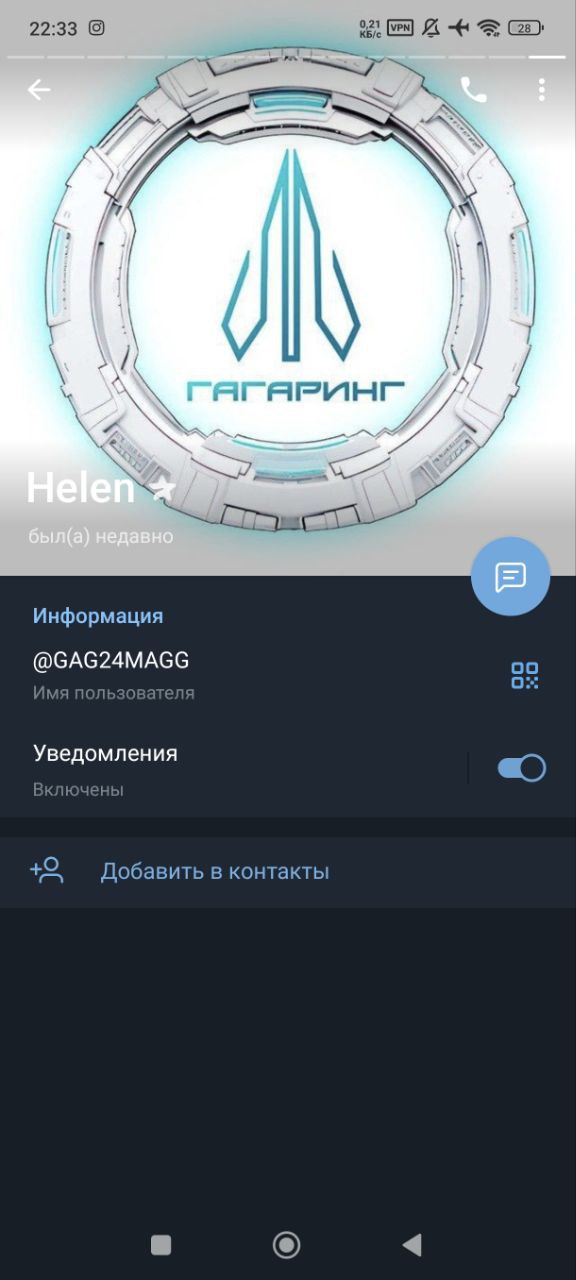 22:33
0,21
КБ/с
VPN
28
ГАГАРИНГ
Helen
был(а) недавно
Информация
@GAG24MAGG
Имя пользователя
Уведомления
Включены
Добавить в контакты